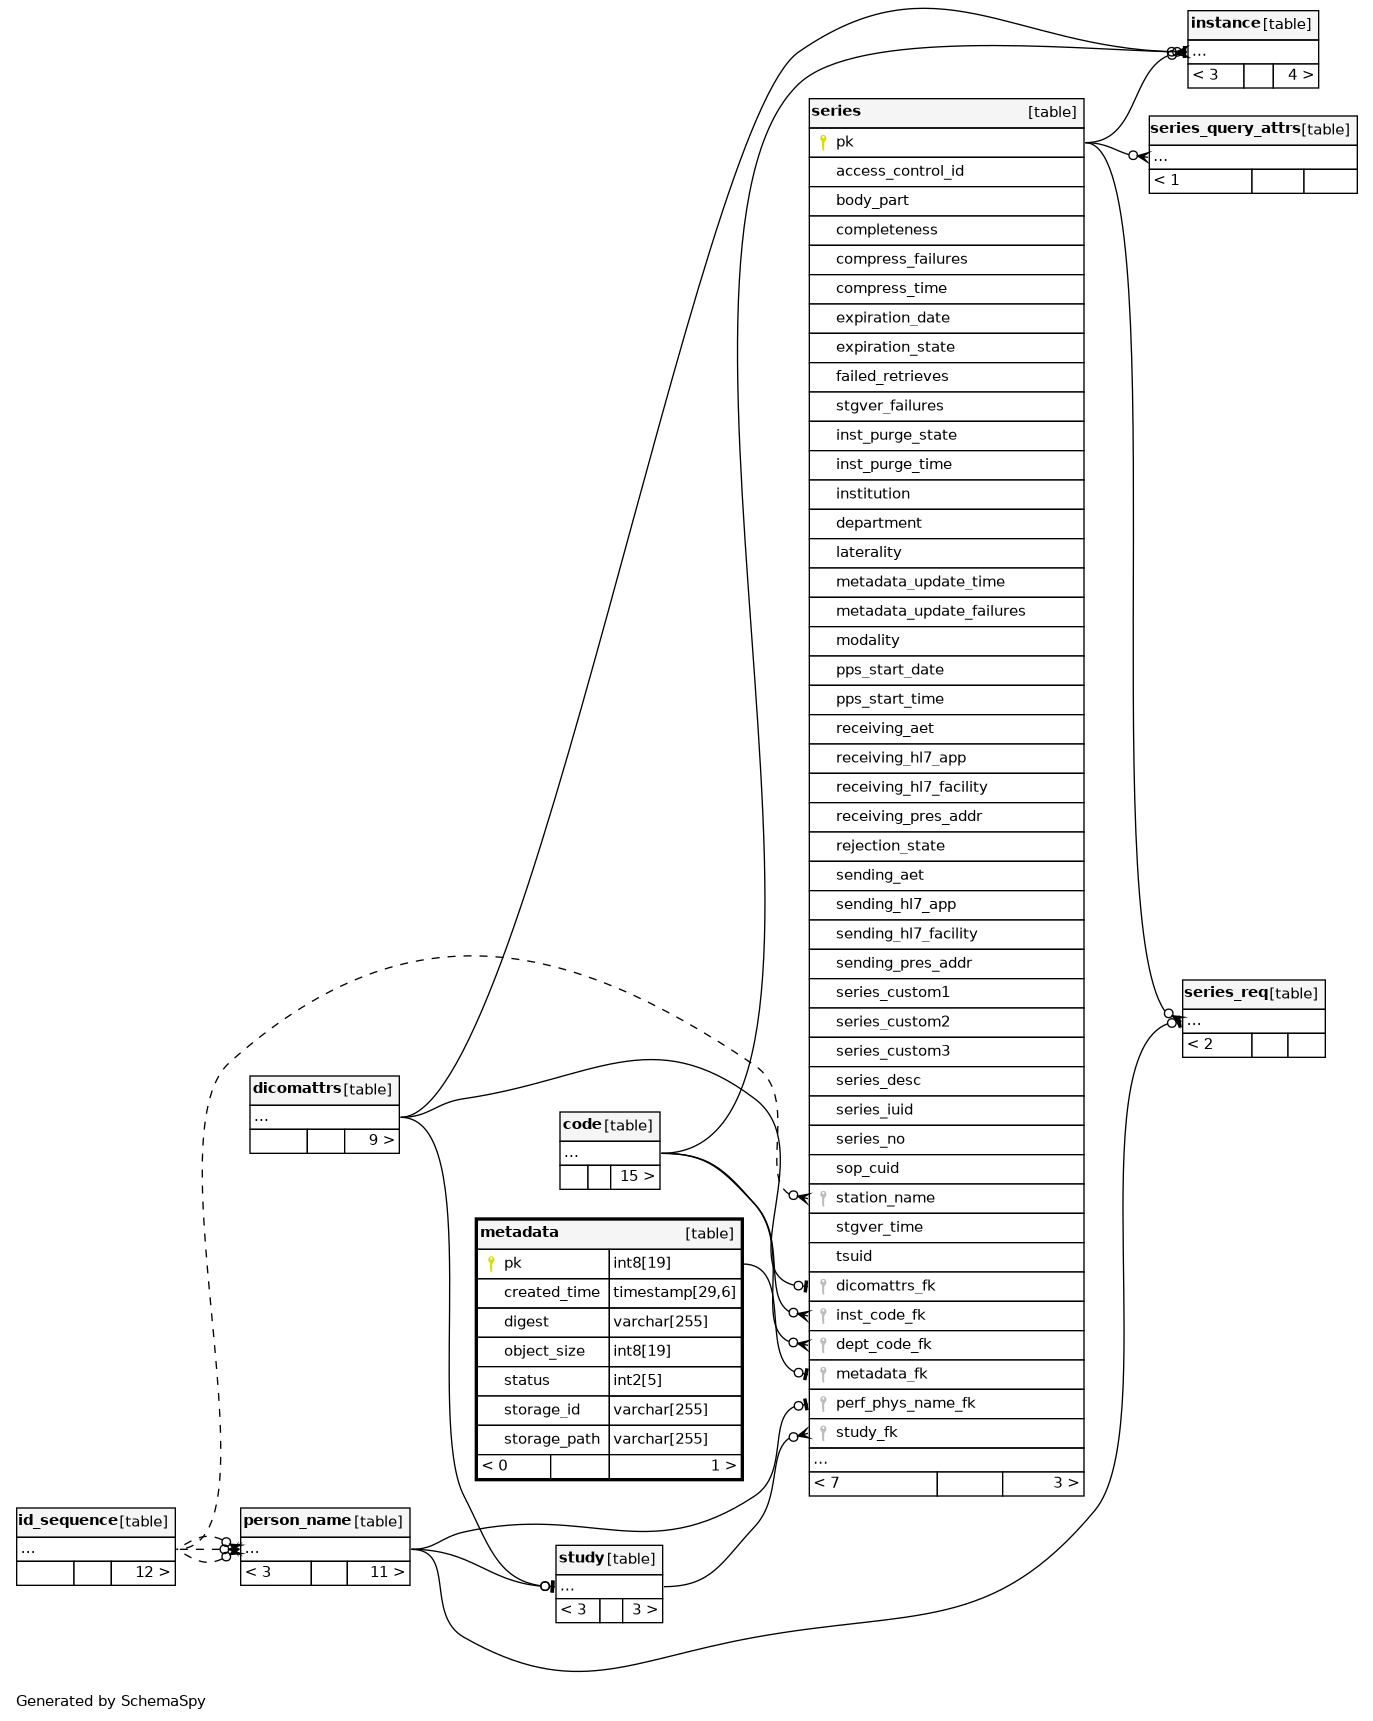 instance [table]
...
< 3 4 >
series [table]
pk
access_control_id
body_part
completeness
compress_failures
compress_time
expiration_date
expiration_state
failed_retrieves
stgver_failures
inst_purge_state
inst_purge_time
institution
department
laterality
metadata_update_time
metadata_update_failures
modality
pps_start_date
pps_start_time
receiving_aet
receiving_hl7_app
receiving_hl7_facility
receiving_pres_addr
rejection_state
sending_aet
sending_hl7_app
sending_hl7_facility
sending_pres_addr
series_custom1
series_custom2
series_custom3
series_desc
series_iuid
series_no
sop_cuid
station_name
stgver_time
tsuid
dicomattrs_fk
inst_code_fk
dept_code_fk
metadata_fk
perf_phys_name_fk
study_fk
...
< 7 3 >
series_query_attrs [table]
...
< 1
series_req [table]
...
< 2
dicomattrs [table]
...
9 >
code [table]
...
15 >
metadata [table]
pk int8[19]
created_time timestamp[29,6]
digest varchar[255]
object_size int8[19]
status int2[5]
storage_id varchar[255]
storage_path varchar[255]
< 0 1 >
id_sequence [table]
...
12 >
person_name [table]
...
< 3 11 >
study [table]
...
< 3 3 >
Generated by SchemaSpy